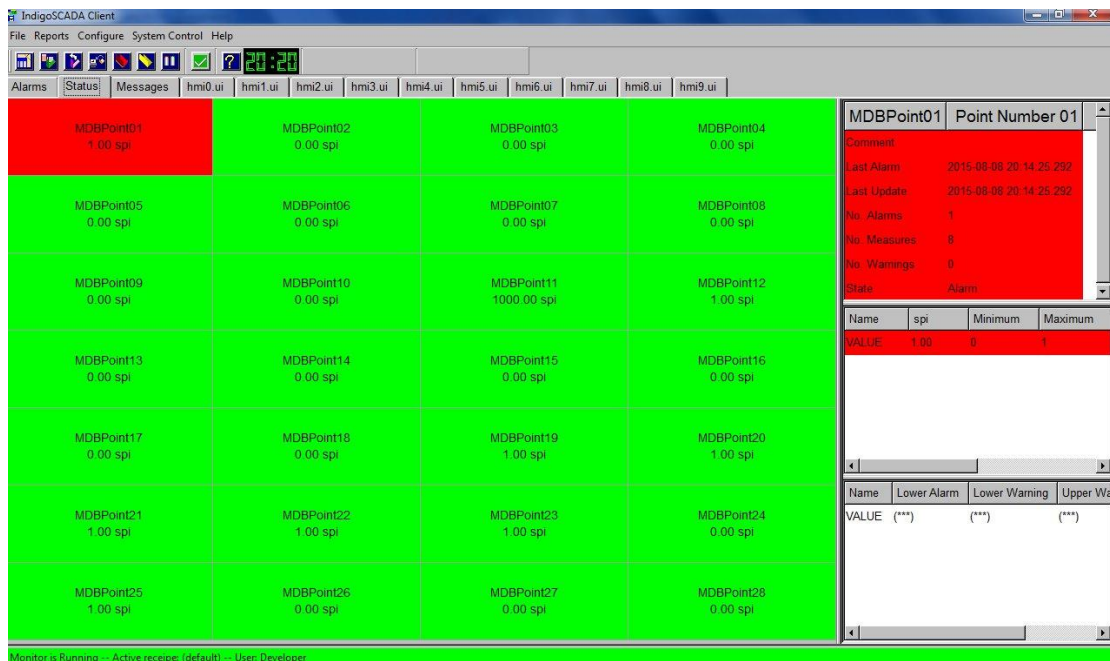 IndigoSCADA Client
File Reports Configure System Control Help
20:20
Alarms Status Messages hmi0.ui hmi1.ui hmi2.ui hmi3.ui hmi4.ui hmi5.ui hmi6.ui hmi7.ui hmi8.ui hmi9.ui
MDBPoint01
1.00 spi
MDBPoint02
0.00 spi
MDBPoint03
0.00 spi
MDBPoint04
0.00 spi
MDBPoint05
0.00 spi
MDBPoint06
0.00 spi
MDBPoint07
0.00 spi
MDBPoint08
0.00 spi
MDBPoint09
0.00 spi
MDBPoint10
0.00 spi
MDBPoint11
1000.00 spi
MDBPoint12
1.00 spi
MDBPoint13
0.00 spi
MDBPoint14
0.00 spi
MDBPoint15
0.00 spi
MDBPoint16
0.00 spi
MDBPoint17
0.00 spi
MDBPoint18
0.00 spi
MDBPoint19
1.00 spi
MDBPoint20
1.00 spi
MDBPoint21
1.00 spi
MDBPoint22
1.00 spi
MDBPoint23
1.00 spi
MDBPoint24
0.00 spi
MDBPoint25
1.00 spi
MDBPoint26
0.00 spi
MDBPoint27
0.00 spi
MDBPoint28
0.00 spi
MDBPoint01 Point Number 01
Comment
Last Alarm 2015-08-08 20:14:25.292
Last Update 2015-08-08 20:14:25.292
No. Alarms 1
No. Measures 8
No. Warnings 0
State Alarm
Name spi Minimum Maximum
VALUE 1.00 0 1
Name Lower Alarm Lower Warning Upper Wa
VALUE (***) (***) (***)
Monitor is Running -- Active receipe: (default) -- User: Developer